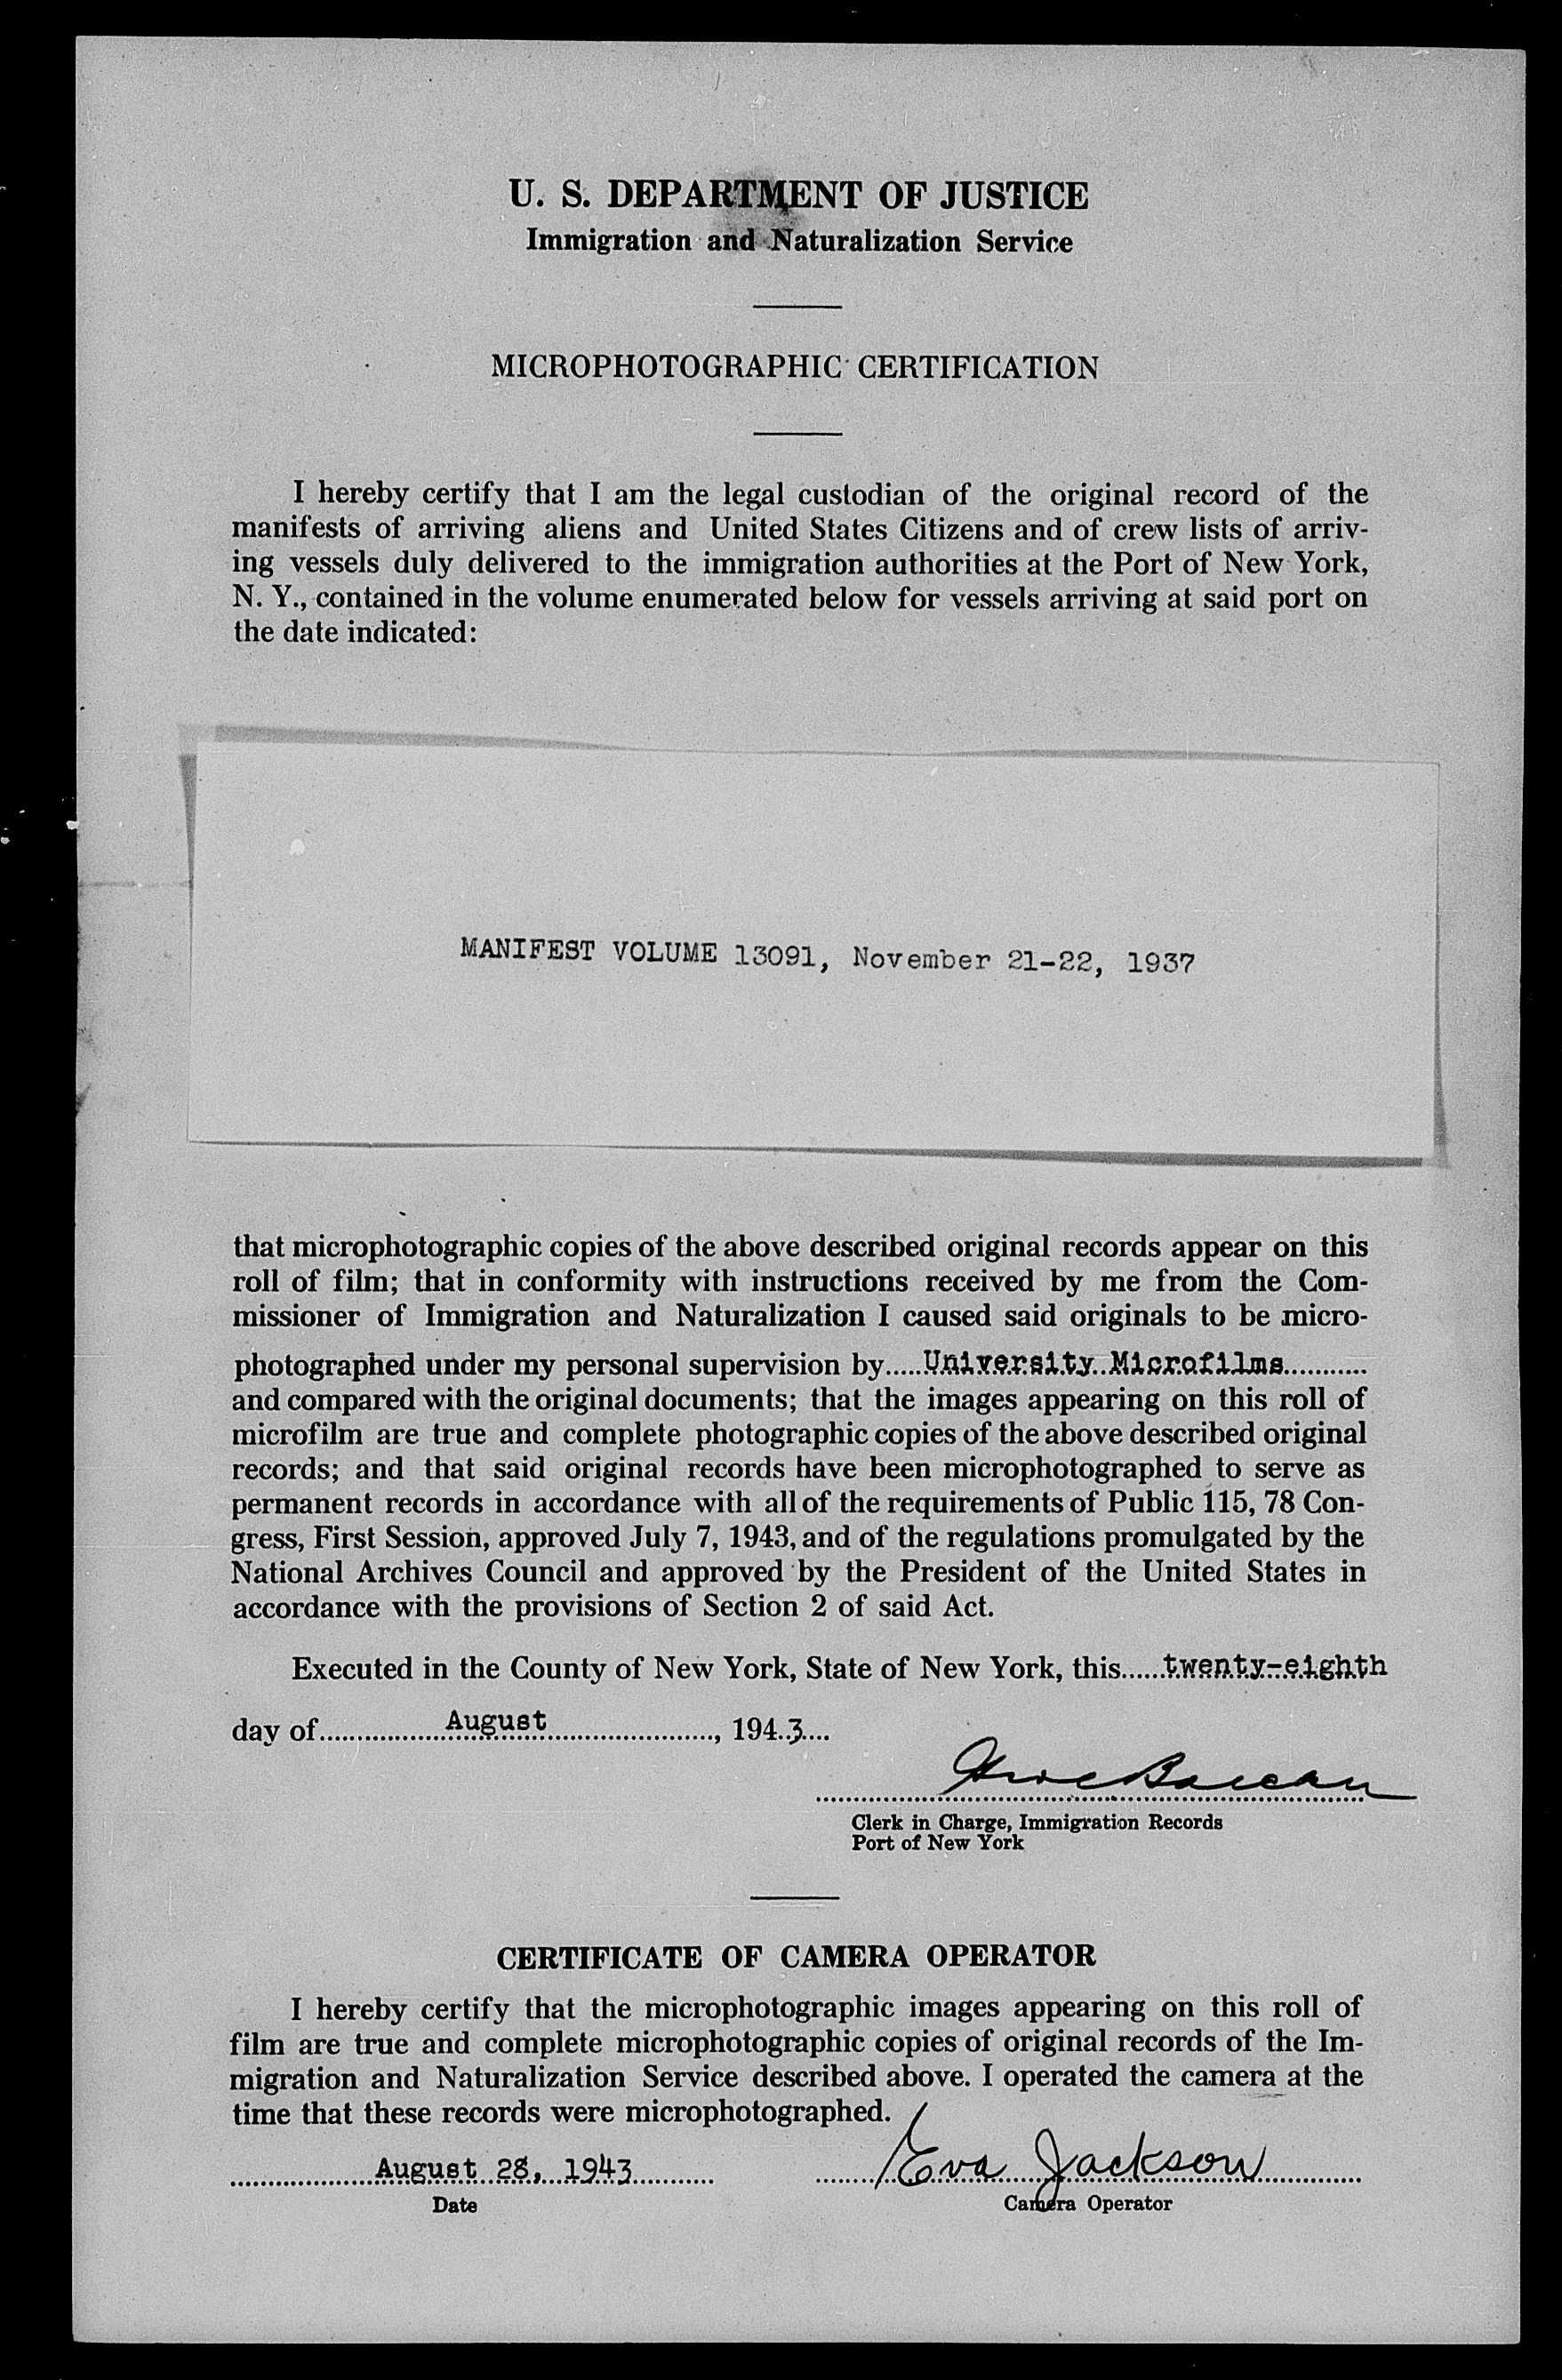 U. S. DEPARTMENT OF JUSTICE
Immigration and Naturalization Service
MICROPHOTOGRAPHIC CERTIFICATION
I hereby certify that I am the legal custodian of the original record of the
manifests of arriving aliens and United States Citizens and of crew lists of arriv-
ing vessels duly delivered to the immigration authorities at the Port of New York,
N. Y., contained in the volume enumerated below for vessels arriving at said port on
the date indicated:
MANIFEST VOLUME 13091, November 21-22, 1937
that microphotographic copies of the above described original records appear on this
roll of film; that in conformity with instructions received by me from the Com-
missioner of Immigration and Naturalization I caused said originals to be micro-
photographed under my personal supervision by.....University Microfilms...........
and compared with the original documents; that the images appearing on this roll of
microfilm are true and complete photographic copies of the above described original
records; and that said original records have been microphotographed to serve as
permanent records in accordance with all of the requirements of Public 115, 78 Con-
gress, First Session, approved July 7, 1943, and of the regulations promulgated by the
National Archives Council and approved by the President of the United States in
accordance with the provisions of Section 2 of said Act.
Executed in the County of New York, State of New York, this......twenty-eighth
day of................August......................, 194..3....
Clerk in Charge, Immigration Records
Port of New York
CERTIFICATE OF CAMERA OPERATOR
I hereby certify that the microphotographic images appearing on this roll of
film are true and complete microphotographic copies of original records of the Im-
migration and Naturalization Service described above. I operated the camera at the
time that these records were microphotographed.
August 28, 1943 Eva Jackson
Date Camera Operator